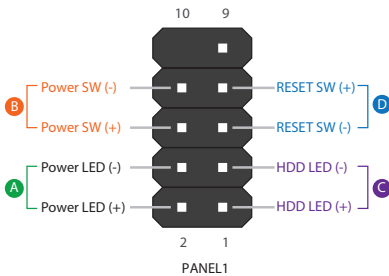 10 9
Power SW (-) RESET SW (+)
B D
Power SW (+) RESET SW (-)
Power LED (-) HDD LED (-)
A C
Power LED (+) HDD LED (+)
2 1
PANEL1